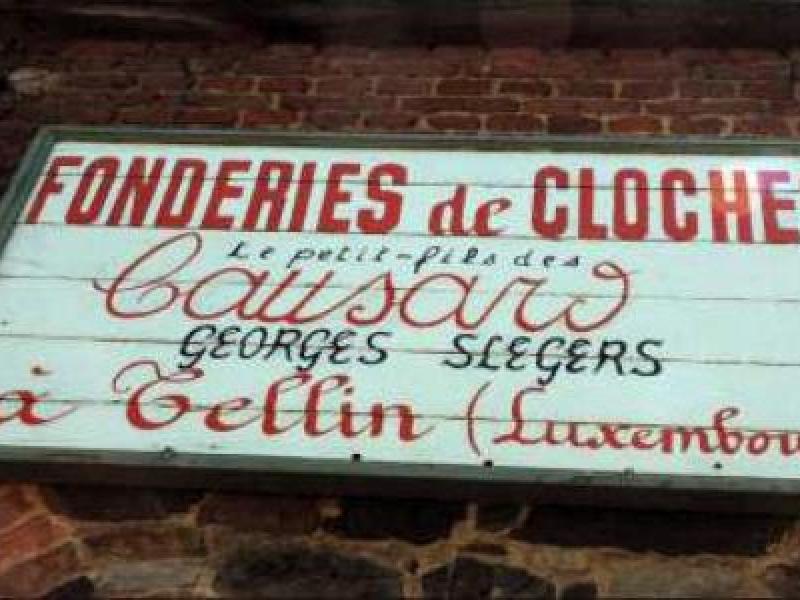 FONDERIES de CLOCHE
Le petit-fils des
Causard
GEORGES SLEGERS
à Tellin (Luxembou